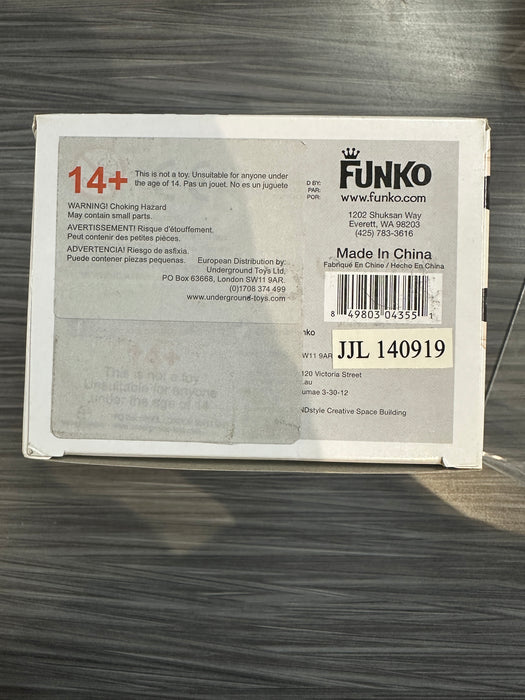 14+ This is not a toy. Unsuitable for anyone under
the age of 14. Pas un jouet. No es un juguete
WARNING! Choking Hazard
May contain small parts.
AVERTISSEMENT! Risque d'étouffement.
Peut contenir des petites pièces.
ADVERTENCIA! Riesgo de asfixia.
Puede contener piezas pequenas.
European Distribution by:
Underground Toys Ltd,
PO Box 63668, London SW11 9AR.
(0)1708 374 499
www.underground-toys.com
This is not a toy
Unsuitable for anyone
under the age of 14
D BY:
PAR:
POR:
FUNKO
www.funko.com
1202 Shuksan Way
Everett, WA 98203
(425) 783-3616
Made In China
Fabriqué En Chine / Hecho En China
8 49803 04355 1
nko
W11 9AR
JJL 140919
120 Victoria Street
.au
umae 3-30-12
NDstyle Creative Space Building